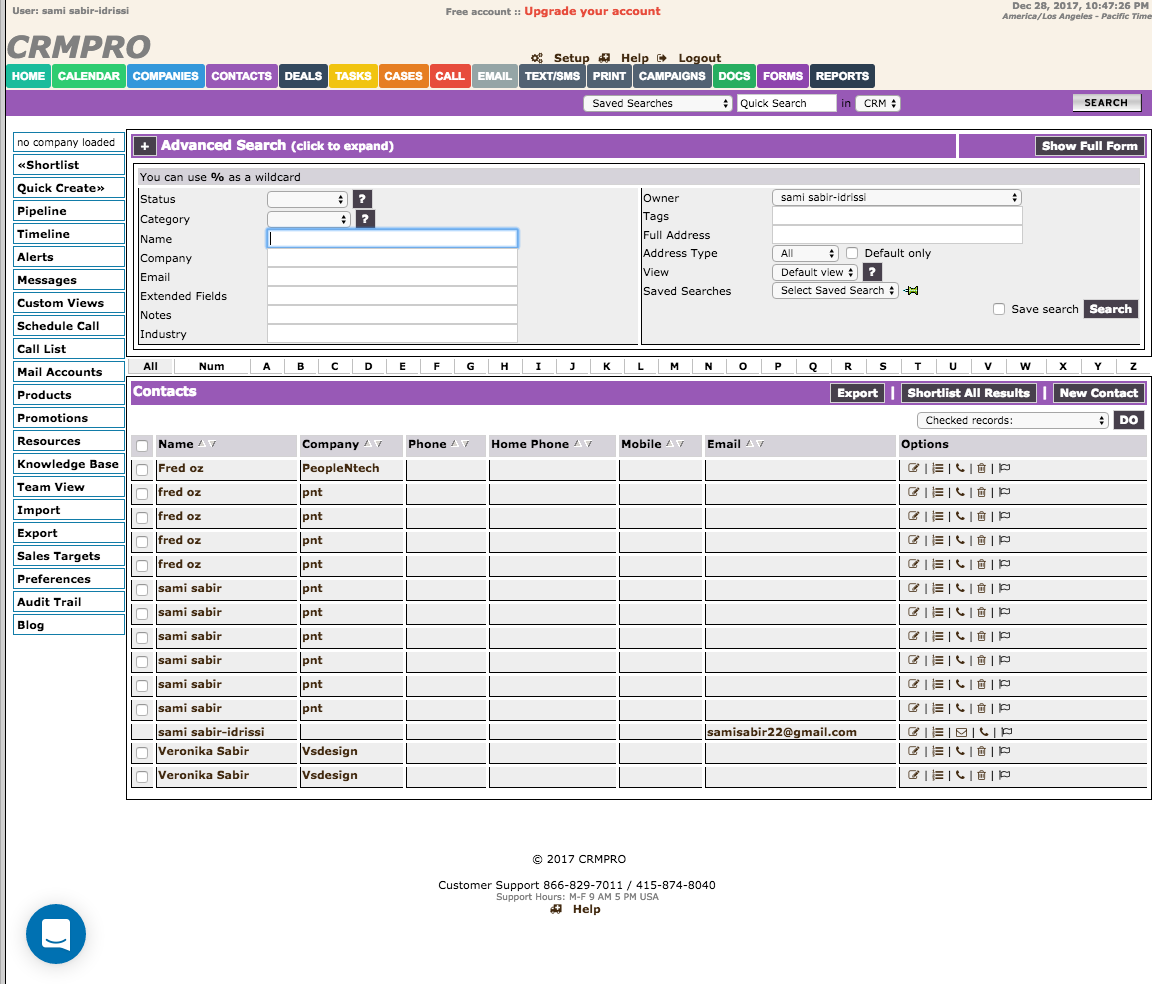 User: sami sabir-idrissi
Free account :: Upgrade your account
Dec 28, 2017, 10:47:26 PM
America/Los Angeles - Pacific Time
CRMPRO
Setup Help Logout
HOME CALENDAR COMPANIES CONTACTS DEALS TASKS CASES CALL EMAIL TEXT/SMS PRINT CAMPAIGNS DOCS FORMS REPORTS
Saved Searches Quick Search in CRM SEARCH
no company loaded
«Shortlist
Quick Create»
Pipeline
Timeline
Alerts
Messages
Custom Views
Schedule Call
Call List
Mail Accounts
Products
Promotions
Resources
Knowledge Base
Team View
Import
Export
Sales Targets
Preferences
Audit Trail
Blog
+ Advanced Search (click to expand) Show Full Form
You can use % as a wildcard
Status ?
Category ?
Name
Company
Email
Extended Fields
Notes
Industry
Owner sami sabir-idrissi
Tags
Full Address
Address Type All Default only
View Default view ?
Saved Searches Select Saved Search
Save search Search
All Num A B C D E F G H I J K L M N O P Q R S T U V W X Y Z
Contacts Export | Shortlist All Results | New Contact
Checked records: DO
Name Company Phone Home Phone Mobile Email Options
Fred oz PeopleNtech | | | |
fred oz pnt | | | |
fred oz pnt | | | |
fred oz pnt | | | |
fred oz pnt | | | |
sami sabir pnt | | | |
sami sabir pnt | | | |
sami sabir pnt | | | |
sami sabir pnt | | | |
sami sabir pnt | | | |
sami sabir pnt | | | |
sami sabir-idrissi samisabir22@gmail.com | | | |
Veronika Sabir Vsdesign | | | |
Veronika Sabir Vsdesign | | | |
© 2017 CRMPRO
Customer Support 866-829-7011 / 415-874-8040
Support Hours: M-F 9 AM 5 PM USA
Help